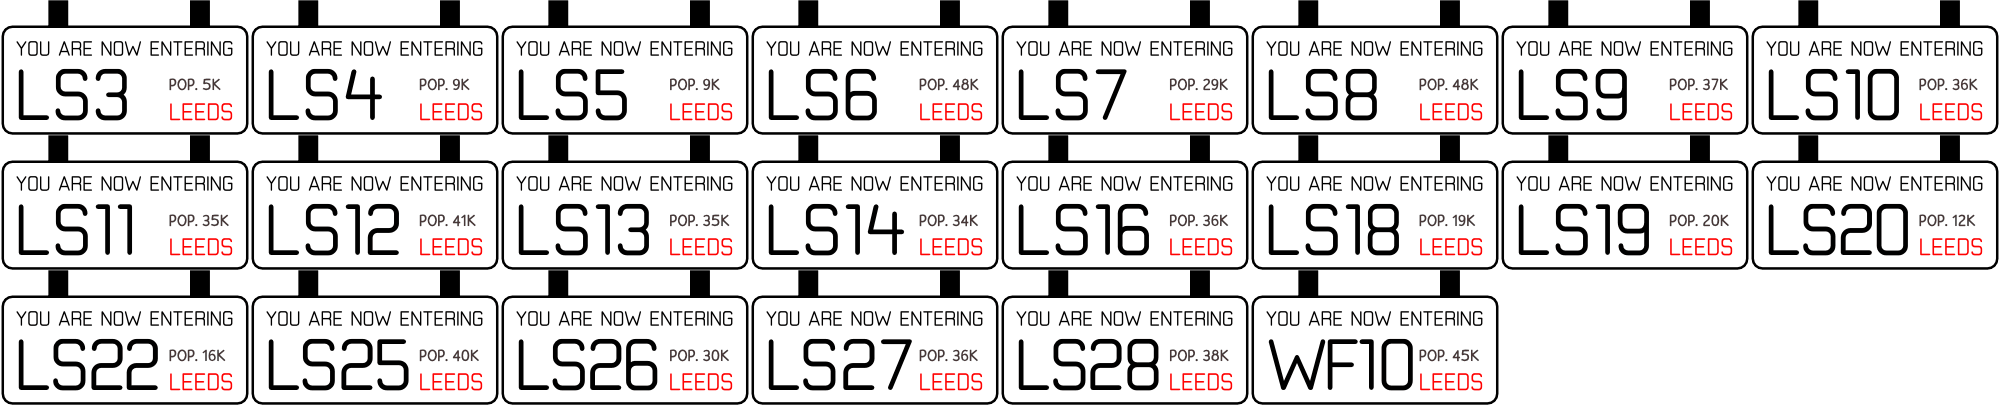 YOU ARE NOW ENTERING
LS3 POP. 5K
LEEDS
YOU ARE NOW ENTERING
LS4 POP. 9K
LEEDS
YOU ARE NOW ENTERING
LS5 POP. 9K
LEEDS
YOU ARE NOW ENTERING
LS6 POP. 48K
LEEDS
YOU ARE NOW ENTERING
LS7 POP. 29K
LEEDS
YOU ARE NOW ENTERING
LS8 POP. 48K
LEEDS
YOU ARE NOW ENTERING
LS9 POP. 37K
LEEDS
YOU ARE NOW ENTERING
LS10 POP. 36K
LEEDS
YOU ARE NOW ENTERING
LS11 POP. 35K
LEEDS
YOU ARE NOW ENTERING
LS12 POP. 41K
LEEDS
YOU ARE NOW ENTERING
LS13 POP. 35K
LEEDS
YOU ARE NOW ENTERING
LS14 POP. 34K
LEEDS
YOU ARE NOW ENTERING
LS16 POP. 36K
LEEDS
YOU ARE NOW ENTERING
LS18 POP. 19K
LEEDS
YOU ARE NOW ENTERING
LS19 POP. 20K
LEEDS
YOU ARE NOW ENTERING
LS20 POP. 12K
LEEDS
YOU ARE NOW ENTERING
LS22 POP. 16K
LEEDS
YOU ARE NOW ENTERING
LS25 POP. 40K
LEEDS
YOU ARE NOW ENTERING
LS26 POP. 30K
LEEDS
YOU ARE NOW ENTERING
LS27 POP. 36K
LEEDS
YOU ARE NOW ENTERING
LS28 POP. 38K
LEEDS
YOU ARE NOW ENTERING
WF10 POP. 45K
LEEDS